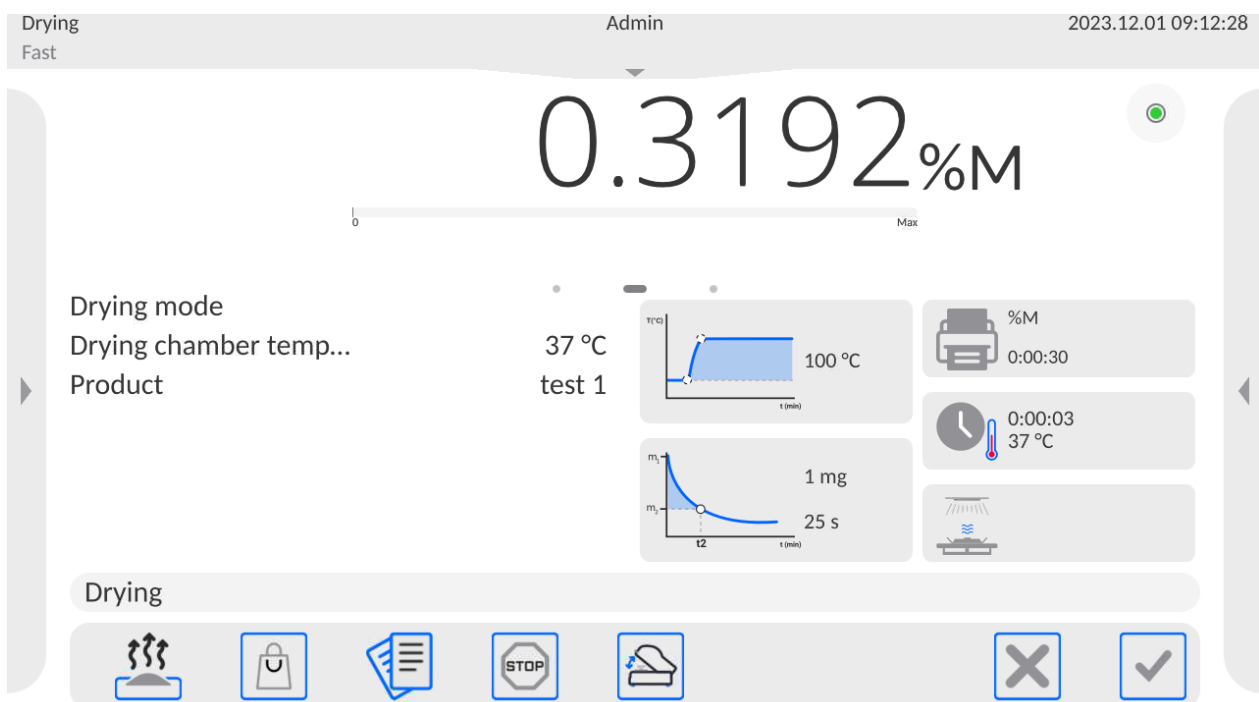 Drying
Admin
2023.12.01 09:12:28
Fast
0.3192%M
0
Max
Drying mode
Drying chamber temp...
37 °C
Product
test 1
T(°C)
100 °C
t (min)
m₁
m₂
1 mg
25 s
t2
t (min)
%M
0:00:30
0:00:03
37 °C
Drying
STOP